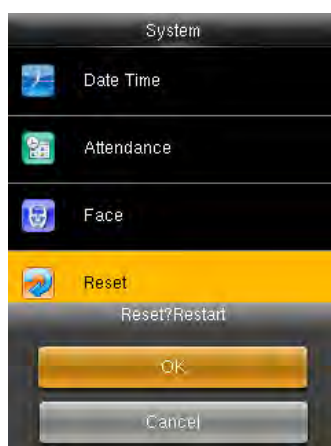 System
Date Time
Attendance
Face
Reset
Reset?Restart
OK
Cancel